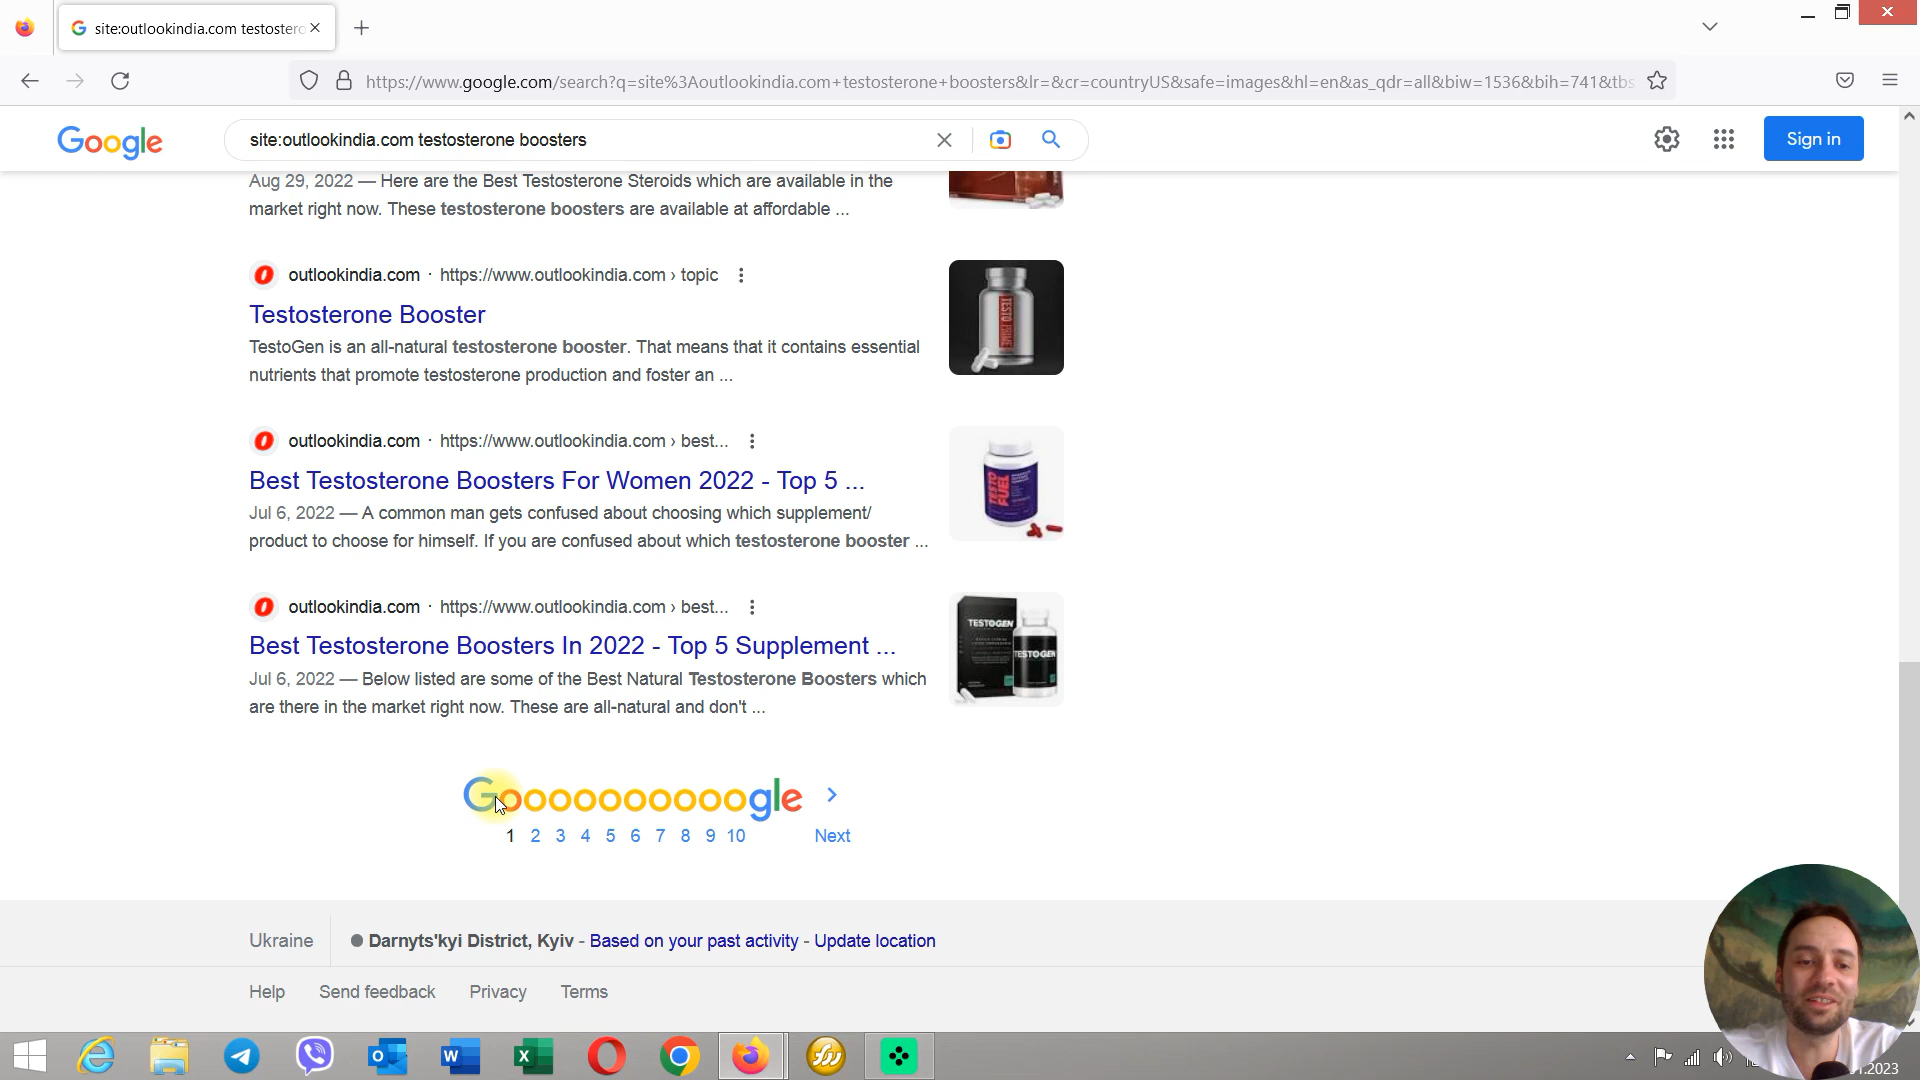 site:outlookindia.com testostero
https://www.google.com/search?q=site%3Aoutlookindia.com+testosterone+boosters&lr=&cr=countryUS&safe=images&hl=en&as_qdr=all&biw=1536&bih=741&tbs
Google
site:outlookindia.com testosterone boosters
Sign in
Aug 29, 2022 — Here are the Best Testosterone Steroids which are available in the
market right now. These testosterone boosters are available at affordable ...
outlookindia.com · https://www.outlookindia.com › topic
Testosterone Booster
TestoGen is an all-natural testosterone booster. That means that it contains essential
nutrients that promote testosterone production and foster an ...
TESTO PRIME
outlookindia.com · https://www.outlookindia.com › best...
Best Testosterone Boosters For Women 2022 - Top 5 ...
Jul 6, 2022 — A common man gets confused about choosing which supplement/
product to choose for himself. If you are confused about which testosterone booster ...
TESTO FUEL
outlookindia.com · https://www.outlookindia.com › best...
Best Testosterone Boosters In 2022 - Top 5 Supplement ...
Jul 6, 2022 — Below listed are some of the Best Natural Testosterone Boosters which
are there in the market right now. These are all-natural and don't ...
TESTOGEN
TESTOGEN
Goooooooooogle >
1 2 3 4 5 6 7 8 9 10 Next
Ukraine
Darnyts'kyi District, Kyiv - Based on your past activity - Update location
Help Send feedback Privacy Terms
1.2023